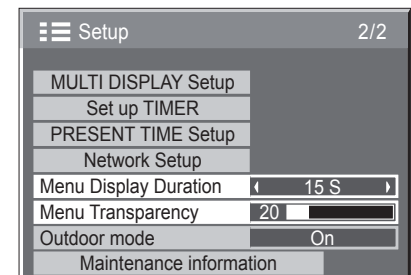 Setup 2/2
MULTI DISPLAY Setup
Set up TIMER
PRESENT TIME Setup
Network Setup
Menu Display Duration 15 S
Menu Transparency 20
Outdoor mode On
Maintenance information